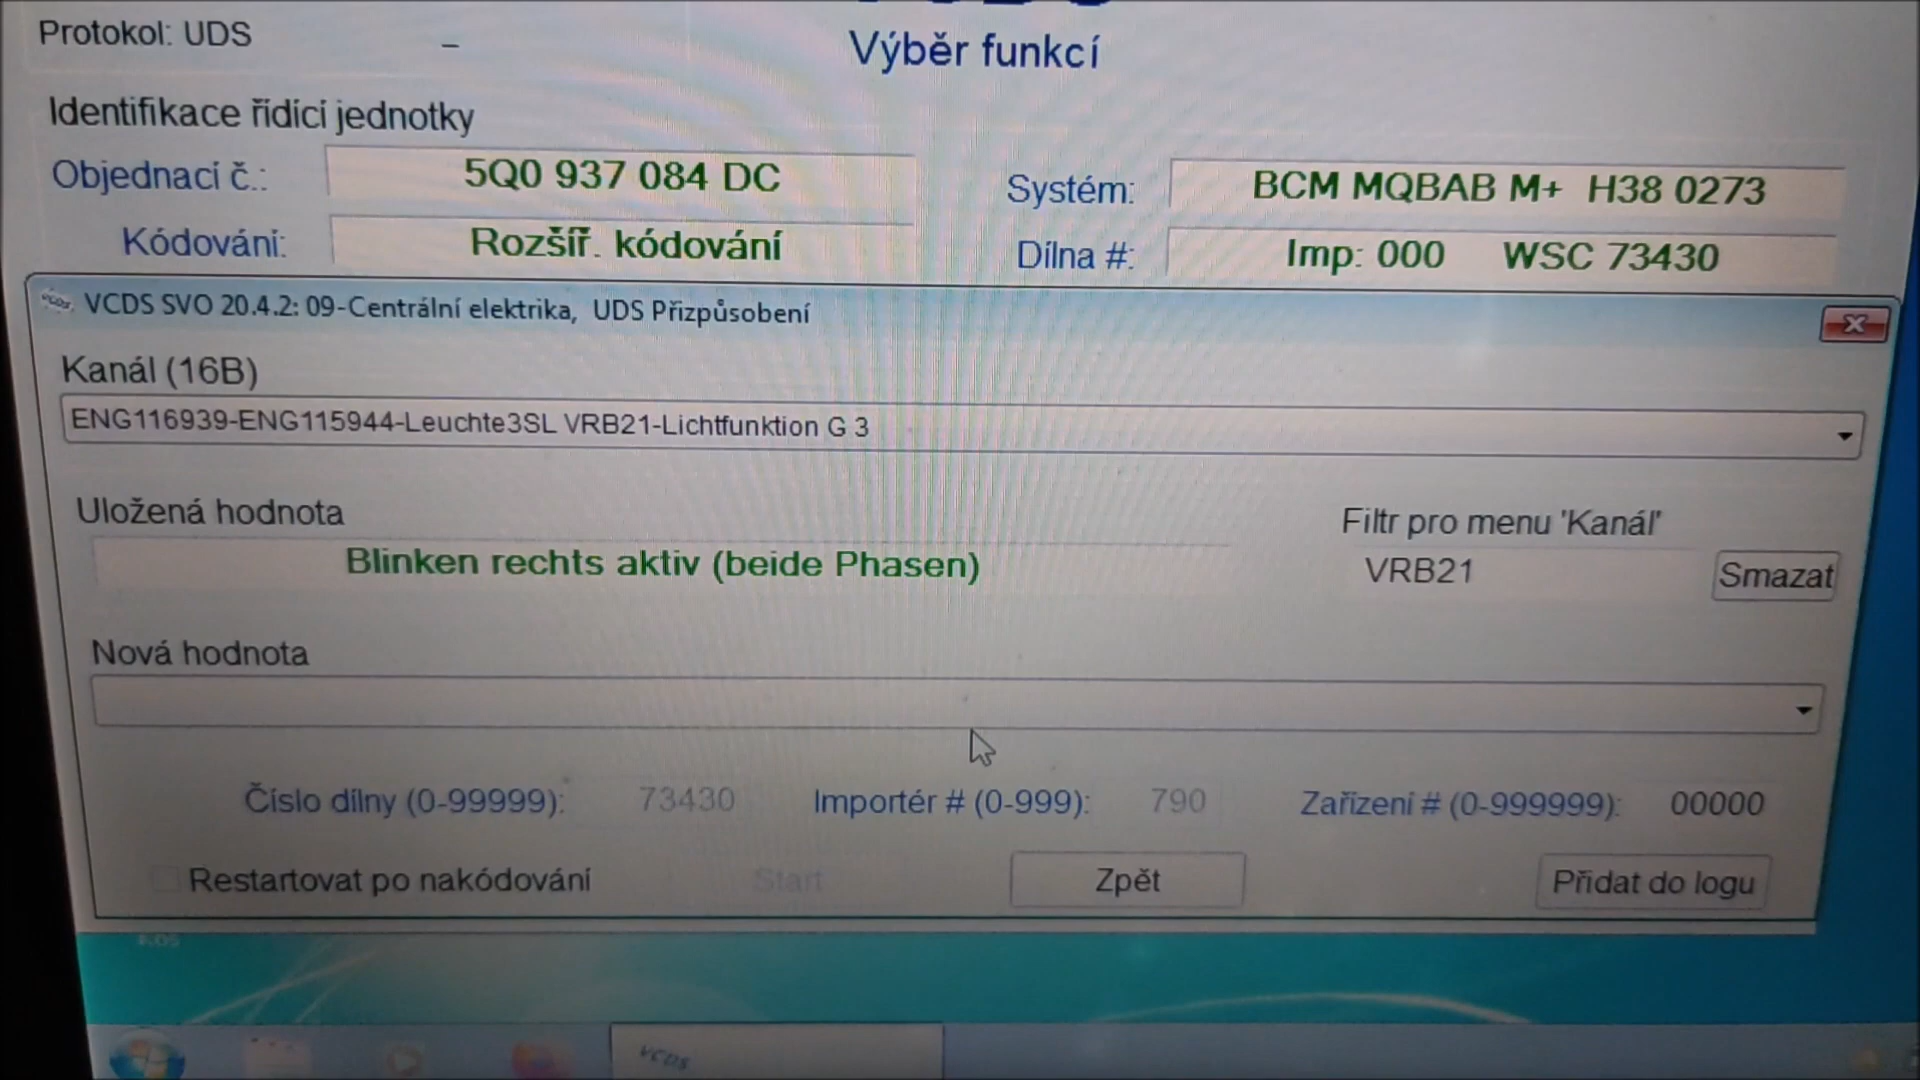 Protokol: UDS
Výběr funkcí
Identifikace řídící jednotky
Objednací č.: 5Q0 937 084 DC
Systém: BCM MQBAB M+ H38 0273
Kódování: Rozšíř. kódování
Dílna #: Imp: 000 WSC 73430
VCDS SVO 20.4.2: 09-Centrální elektrika, UDS Přizpůsobení
Kanál (16B)
ENG116939-ENG115944-Leuchte3SL VRB21-Lichtfunktion G 3
Uložená hodnota
Filtr pro menu 'Kanál'
Blinken rechts aktiv (beide Phasen)
VRB21
Smazat
Nová hodnota
Číslo dílny (0-99999): 73430
Importér # (0-999): 790
Zařízení # (0-999999): 00000
Restartovat po nakódování
Start
Zpět
Přidat do logu
VCDS